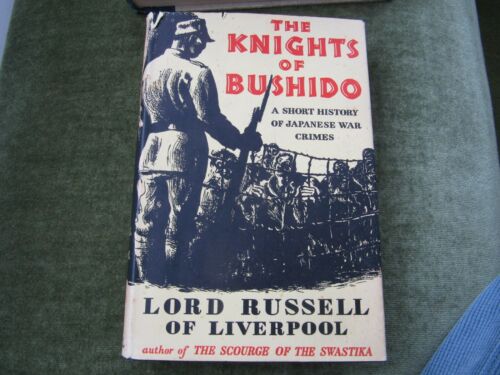 THE
KNIGHTS
OF
BUSHIDO
A SHORT HISTORY
OF JAPANESE WAR
CRIMES
LORD RUSSELL
OF LIVERPOOL
author of THE SCOURGE OF THE SWASTIKA